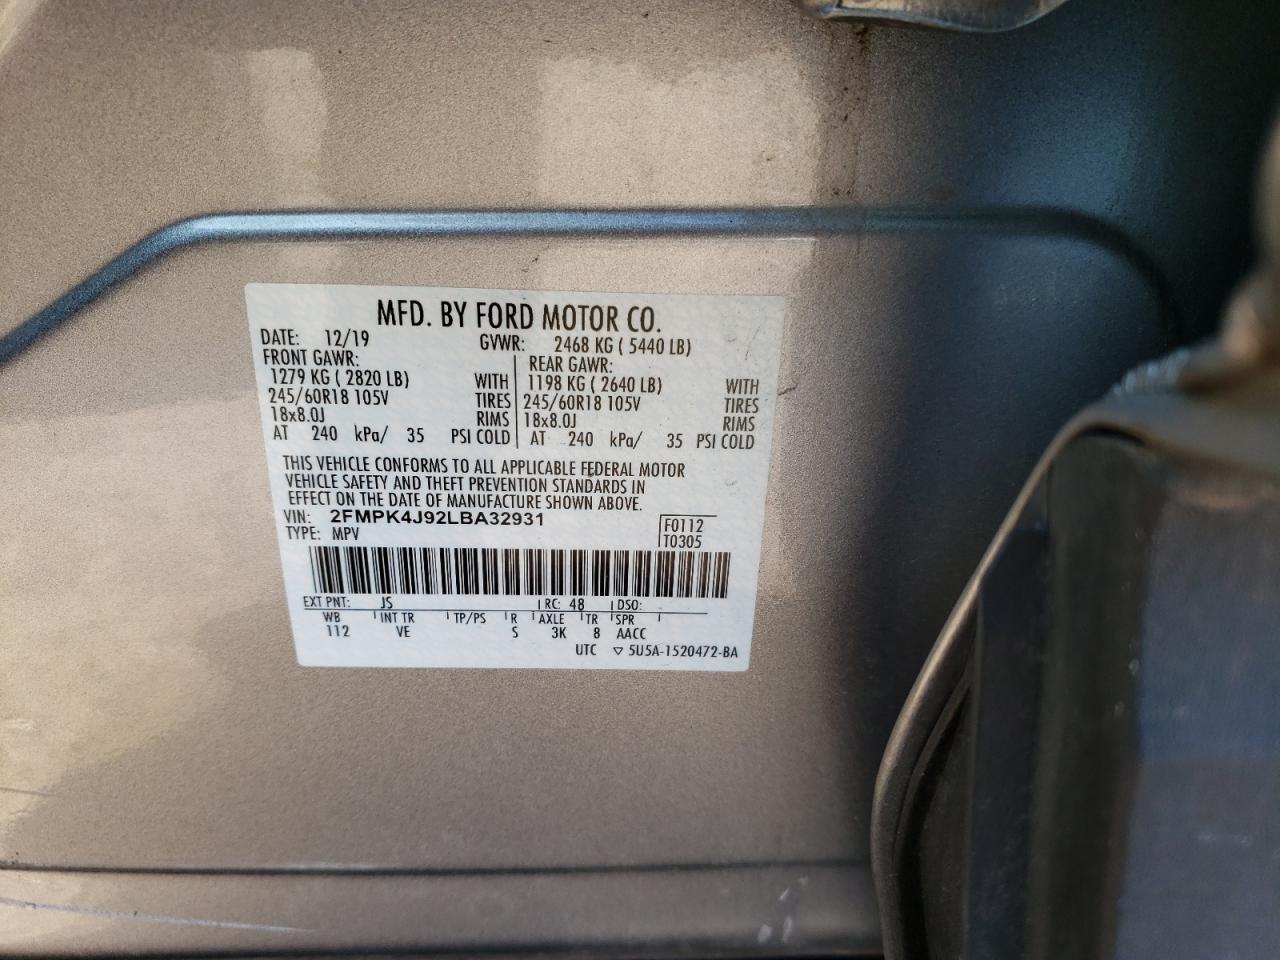 MFD. BY FORD MOTOR CO.
DATE: 12/19 GVWR: 2468 KG ( 5440 LB)
FRONT GAWR: REAR GAWR:
1279 KG ( 2820 LB) WITH 1198 KG ( 2640 LB) WITH
245/60R18 105V TIRES 245/60R18 105V TIRES
18x8.0J RIMS 18x8.0J RIMS
AT 240 kPa/ 35 PSI COLD AT 240 kPa/ 35 PSI COLD
THIS VEHICLE CONFORMS TO ALL APPLICABLE FEDERAL MOTOR
VEHICLE SAFETY AND THEFT PREVENTION STANDARDS IN
EFFECT ON THE DATE OF MANUFACTURE SHOWN ABOVE.
VIN: 2FMPK4J92LBA32931 F0112
TYPE: MPV T0305
EXT PNT: JS RC: 48 DSO:
WB INT TR TP/PS R AXLE TR SPR
112 VE S 3K 8 AACC
UTC ▽ 5U5A-1520472-BA